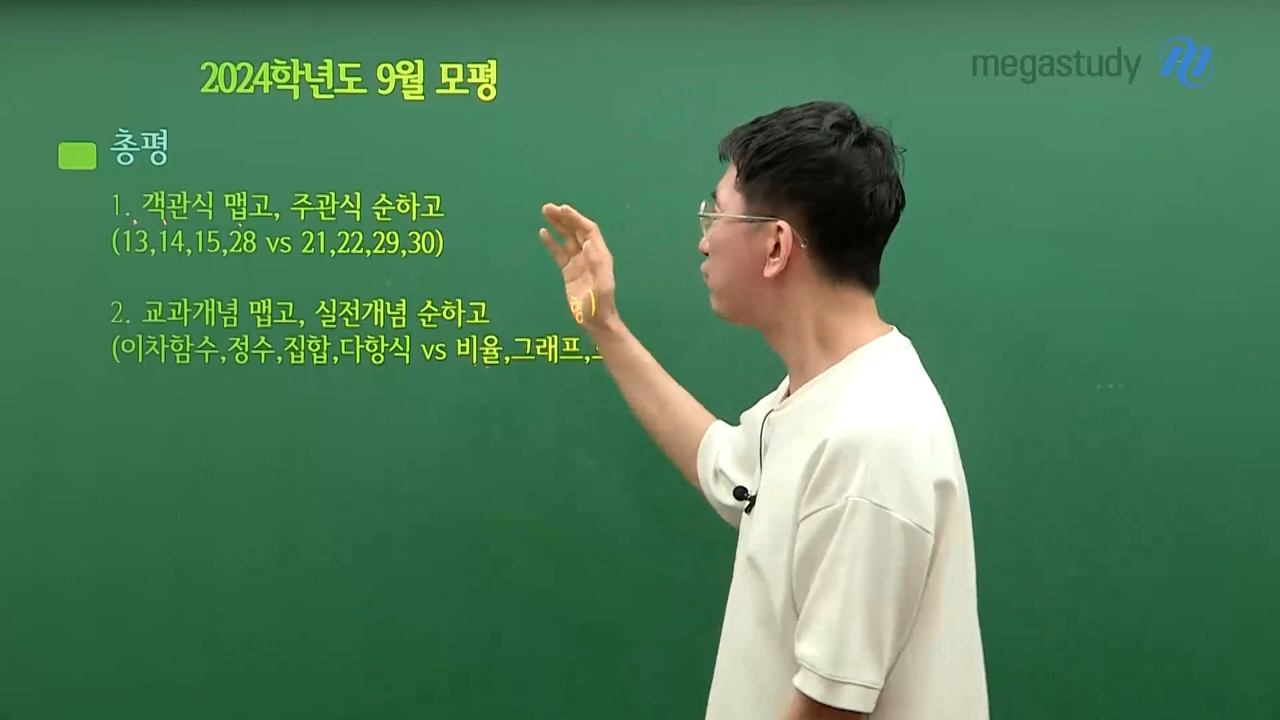 2024학년도 9월 모평
megastudy
총평
1. 객관식 맵고, 주관식 순하고
(13,14,15,28 vs 21,22,29,30)
2. 교과개념 맵고, 실전개념 순하고
(이차함수,정수,집합,다항식 vs 비율,그래프,